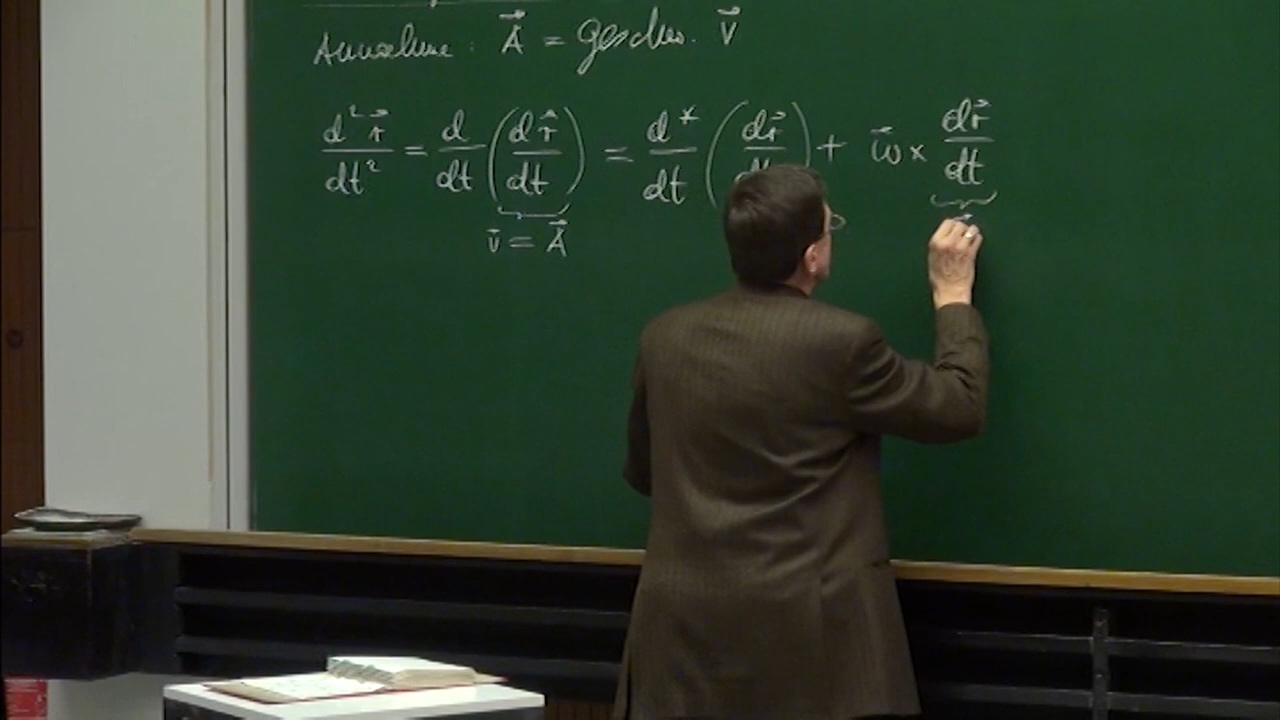 Annahme : A⃗ = Geschw. v⃗
d²r⃗/dt² = d/dt (dr⃗/dt) = d*/dt (dr⃗/dt) + ω⃗ × dr⃗/dt
v⃗ = A⃗